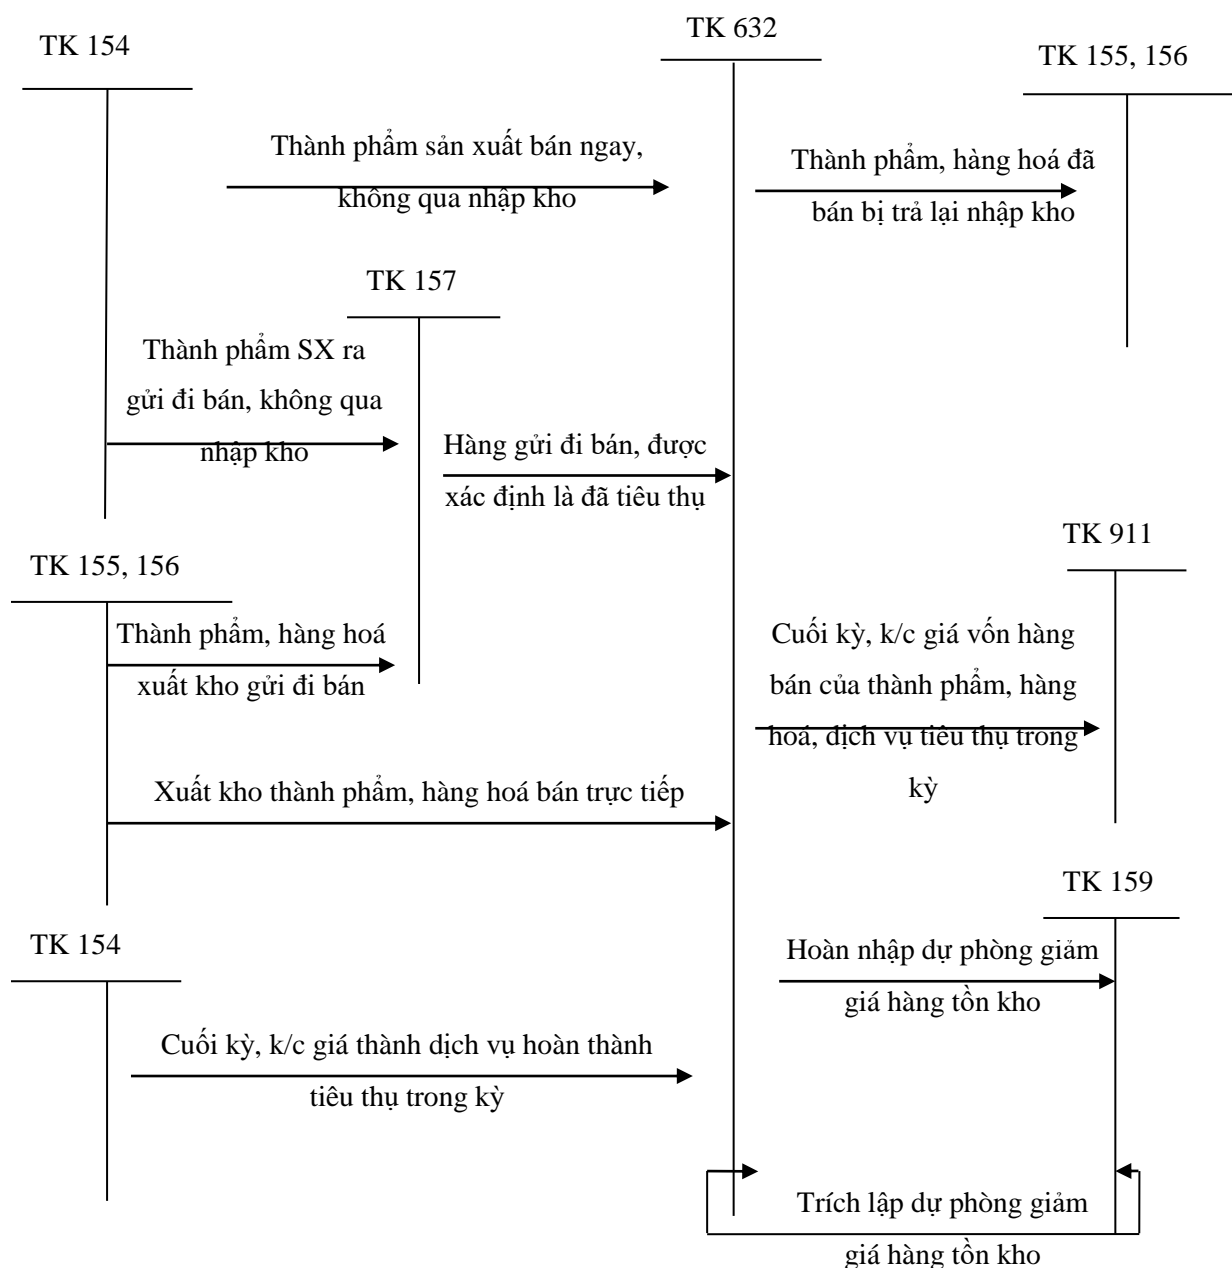 TK 154
TK 632
TK 155, 156
Thành phẩm sản xuất bán ngay,
không qua nhập kho
Thành phẩm, hàng hoá đã
bán bị trả lại nhập kho
TK 157
Thành phẩm SX ra
gửi đi bán, không qua
nhập kho
Hàng gửi đi bán, được
xác định là đã tiêu thụ
TK 911
TK 155, 156
Thành phẩm, hàng hoá
xuất kho gửi đi bán
Cuối kỳ, k/c giá vốn hàng
bán của thành phẩm, hàng
hoá, dịch vụ tiêu thụ trong
kỳ
Xuất kho thành phẩm, hàng hoá bán trực tiếp
TK 159
TK 154
Hoàn nhập dự phòng giảm
giá hàng tồn kho
Cuối kỳ, k/c giá thành dịch vụ hoàn thành
tiêu thụ trong kỳ
Trích lập dự phòng giảm
giá hàng tồn kho